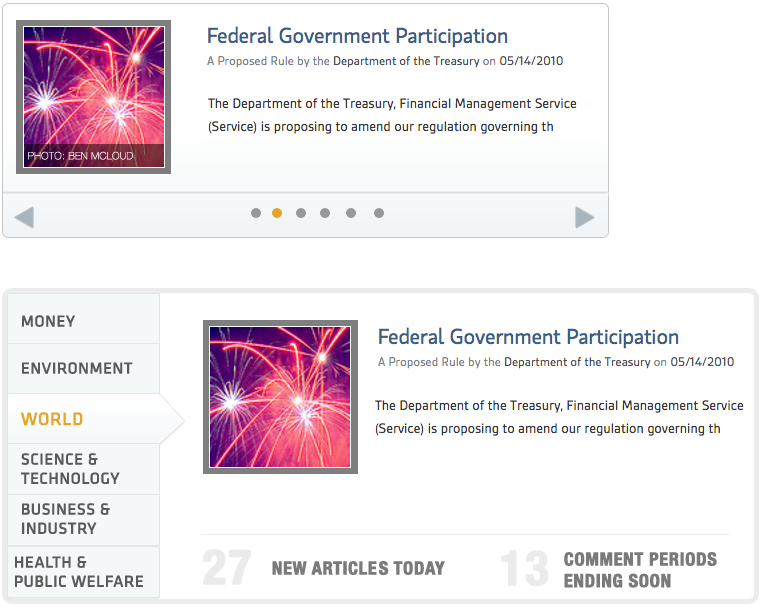 Federal Government Participation
A Proposed Rule by the Department of the Treasury on 05/14/2010
The Department of the Treasury, Financial Management Service
(Service) is proposing to amend our regulation governing th
PHOTO: BEN MCLOUD
MONEY
ENVIRONMENT
WORLD
SCIENCE &
TECHNOLOGY
BUSINESS &
INDUSTRY
HEALTH &
PUBLIC WELFARE
Federal Government Participation
A Proposed Rule by the Department of the Treasury on 05/14/2010
The Department of the Treasury, Financial Management Service
(Service) is proposing to amend our regulation governing th
27 NEW ARTICLES TODAY
13 COMMENT PERIODS
ENDING SOON